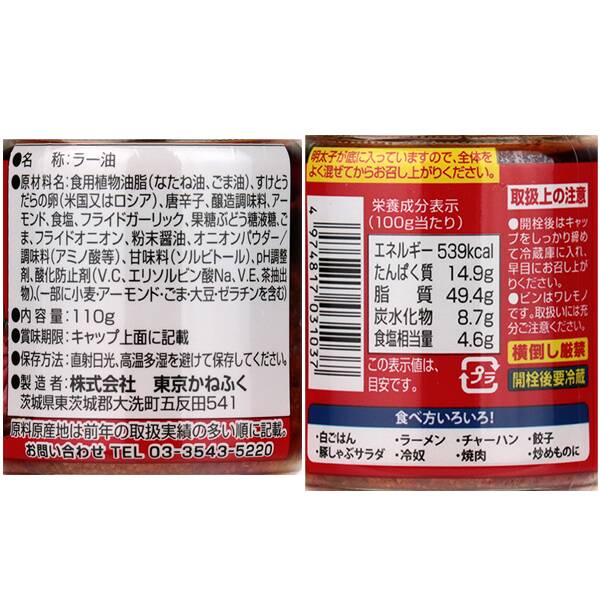 ●名　称:ラー油
●原材料名:食用植物油脂(なたね油、ごま油)、すけとう
だらの卵(米国又はロシア)、唐辛子、醸造調味料、アー
モンド、食塩、フライドガーリック、果糖ぶどう糖液糖、ご
ま、フライドオニオン、粉末醤油、オニオンパウダー/
調味料(アミノ酸等)、甘味料(ソルビトール)、pH調整
剤、酸化防止剤(V.C、エリソルビン酸Na、V.E、茶抽出
物)、(一部に小麦・アーモンド・ごま・大豆・ゼラチンを含む)
●内容量:110g
●賞味期限:キャップ上面に記載
●保存方法:直射日光、高温多湿を避けて保存してください。
●製造者:株式会社　東京かねふく
茨城県東茨城郡大洗町五反田541
原料原産地は前年の取扱実績の多い順に記載。
お問い合わせ TEL 03-3543-5220
明太子が底に入っていますので、全体を
よく混ぜてからお召し上がりください。
4974817031037
栄養成分表示
(100g当たり)
エネルギー 539kcal
たんぱく質 14.9g
脂　質 49.4g
炭水化物 8.7g
食塩相当量 4.6g
この表示値は、
目安です。
プラ
取扱上の注意
●開栓後はキャッ
プをしっかり締め
て冷蔵庫に入れ、
早目にお召し上
がりください。
●ビンはワレモノ
です。取扱いには充
分ご注意ください。
横倒し厳禁
開栓後要冷蔵
食べ方いろいろ!
・白ごはん ・ラーメン ・チャーハン ・餃子
・豚しゃぶサラダ ・冷奴 ・焼肉 ・炒めものに